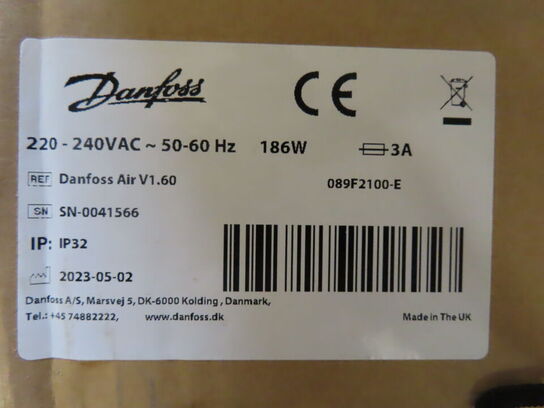 Danfoss
CE
220 - 240VAC ~ 50-60 Hz 186W 3A
REF Danfoss Air V1.60 089F2100-E
SN SN-0041566
IP: IP32
2023-05-02
Danfoss A/S, Marsvej 5, DK-6000 Kolding , Danmark,
Tel.: +45 74882222, www.danfoss.dk Made in The UK